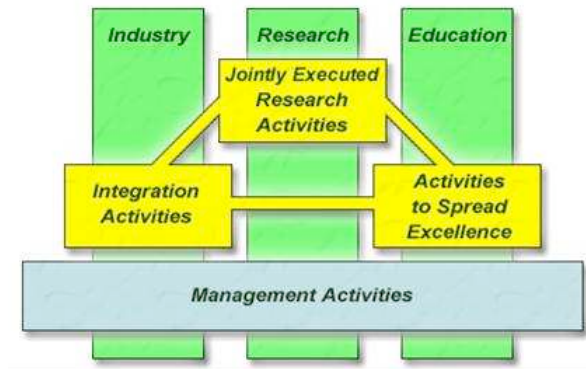 Industry
Research
Education
Jointly Executed
Research
Activities
Integration
Activities
Activities
to Spread
Excellence
Management Activities